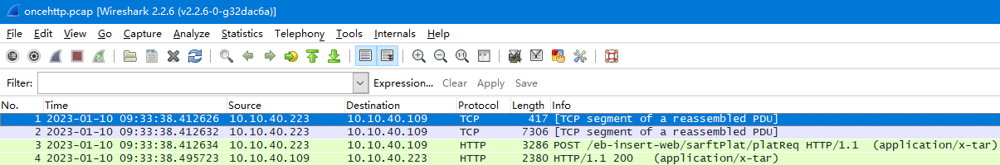 oncehttp.pcap [Wireshark 2.2.6 (v2.2.6-0-g32dac6a)]
File Edit View Go Capture Analyze Statistics Telephony Tools Internals Help
Filter: Expression... Clear Apply Save
No. Time Source Destination Protocol Length Info
1 2023-01-10 09:33:38.412626 10.10.40.223 10.10.40.109 TCP 417 [TCP segment of a reassembled PDU]
2 2023-01-10 09:33:38.412632 10.10.40.223 10.10.40.109 TCP 7306 [TCP segment of a reassembled PDU]
3 2023-01-10 09:33:38.412634 10.10.40.223 10.10.40.109 HTTP 3286 POST /eb-insert-web/sarftPlat/platReq HTTP/1.1 (application/x-tar)
4 2023-01-10 09:33:38.495723 10.10.40.109 10.10.40.223 HTTP 2380 HTTP/1.1 200 (application/x-tar)